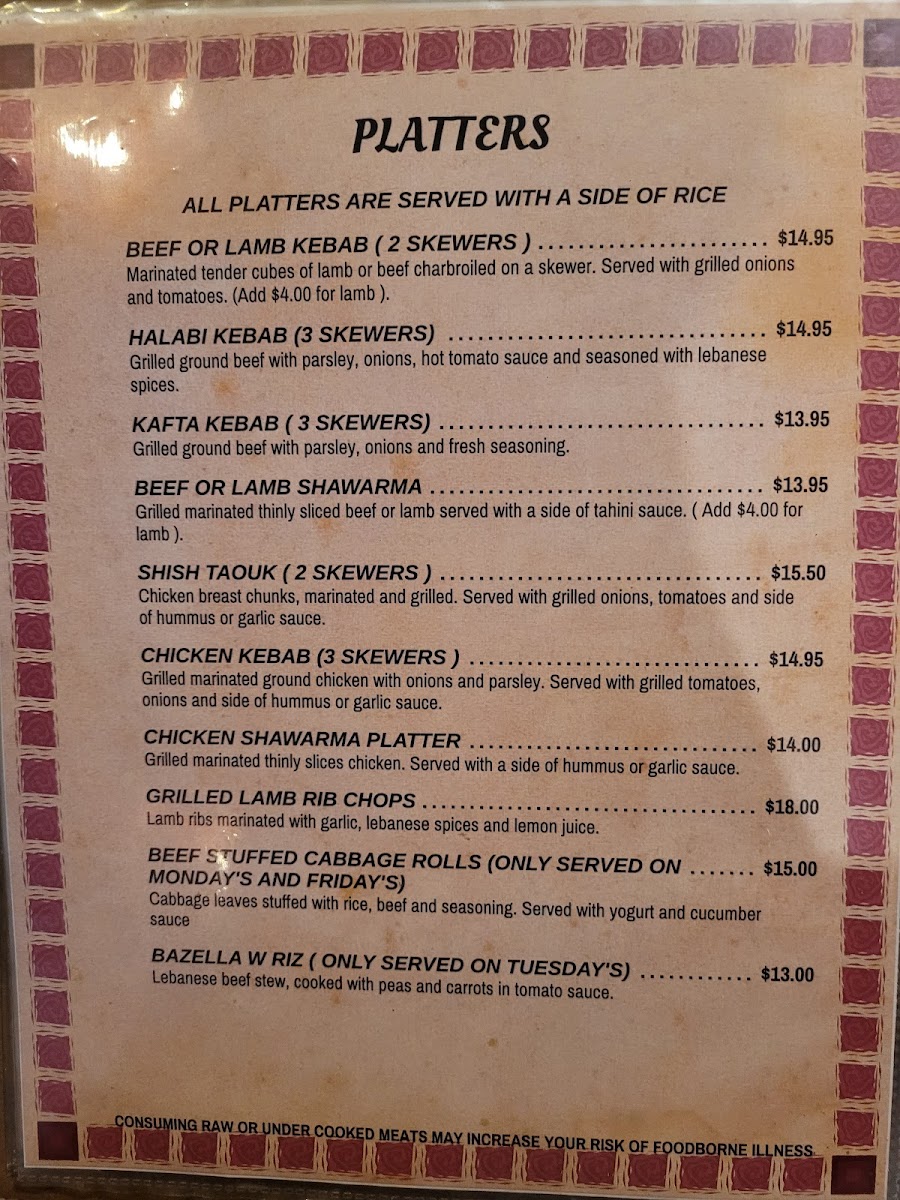 PLATTERS
ALL PLATTERS ARE SERVED WITH A SIDE OF RICE
BEEF OR LAMB KEBAB ( 2 SKEWERS ) ....................... $14.95
Marinated tender cubes of lamb or beef charbroiled on a skewer. Served with grilled onions
and tomatoes. (Add $4.00 for lamb ).
HALABI KEBAB (3 SKEWERS) ................................ $14.95
Grilled ground beef with parsley, onions, hot tomato sauce and seasoned with lebanese
spices.
KAFTA KEBAB ( 3 SKEWERS) ................................. $13.95
Grilled ground beef with parsley, onions and fresh seasoning.
BEEF OR LAMB SHAWARMA .................................. $13.95
Grilled marinated thinly sliced beef or lamb served with a side of tahini sauce. ( Add $4.00 for
lamb ).
SHISH TAOUK ( 2 SKEWERS ) ................................ $15.50
Chicken breast chunks, marinated and grilled. Served with grilled onions, tomatoes and side
of hummus or garlic sauce.
CHICKEN KEBAB (3 SKEWERS ) ............................. $14.95
Grilled marinated ground chicken with onions and parsley. Served with grilled tomatoes,
onions and side of hummus or garlic sauce.
CHICKEN SHAWARMA PLATTER ............................. $14.00
Grilled marinated thinly slices chicken. Served with a side of hummus or garlic sauce.
GRILLED LAMB RIB CHOPS .................................. $18.00
Lamb ribs marinated with garlic, lebanese spices and lemon juice.
BEEF STUFFED CABBAGE ROLLS (ONLY SERVED ON ....... $15.00
MONDAY'S AND FRIDAY'S)
Cabbage leaves stuffed with rice, beef and seasoning. Served with yogurt and cucumber
sauce
BAZELLA W RIZ ( ONLY SERVED ON TUESDAY'S) ............ $13.00
Lebanese beef stew, cooked with peas and carrots in tomato sauce.
CONSUMING RAW OR UNDER COOKED MEATS MAY INCREASE YOUR RISK OF FOODBORNE ILLNESS